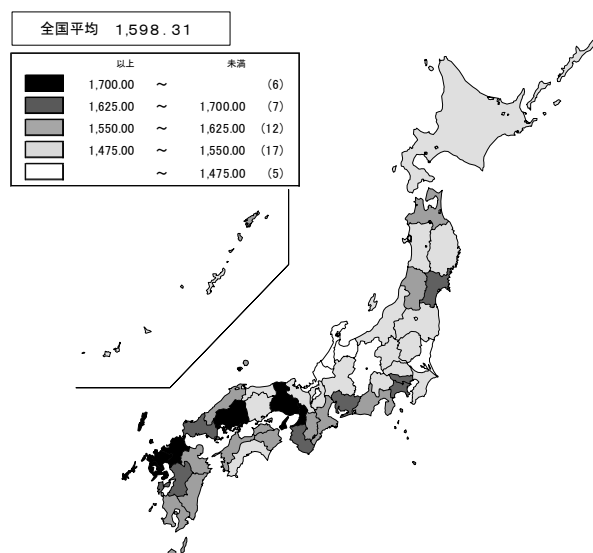 全国平均 1,598.31
以上 未満
1,700.00 ～ (6)
1,625.00 ～ 1,700.00 (7)
1,550.00 ～ 1,625.00 (12)
1,475.00 ～ 1,550.00 (17)
～ 1,475.00 (5)